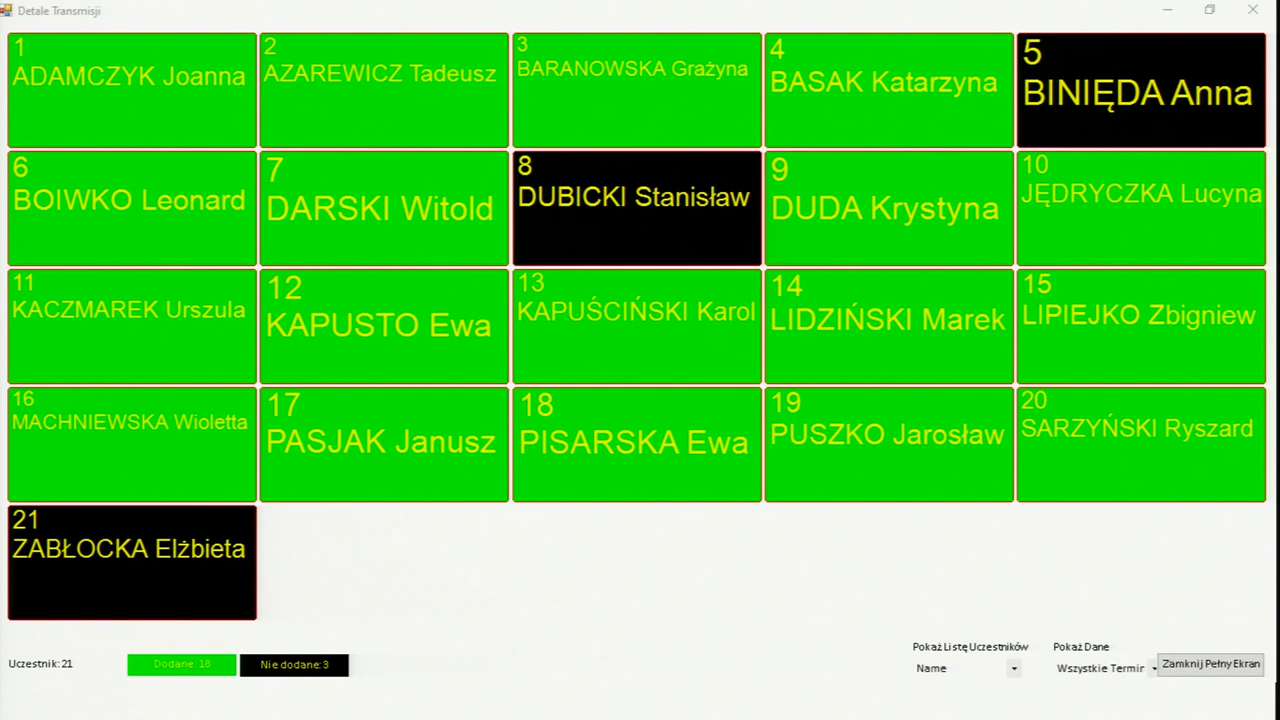 Detale Transmisji
1
ADAMCZYK Joanna
2
AZAREWICZ Tadeusz
3
BARANOWSKA Grażyna
4
BASAK Katarzyna
5
BINIĘDA Anna
6
BOIWKO Leonard
7
DARSKI Witold
8
DUBICKI Stanisław
9
DUDA Krystyna
10
JĘDRYCZKA Lucyna
11
KACZMAREK Urszula
12
KAPUSTO Ewa
13
KAPUŚCIŃSKI Karol
14
LIDZIŃSKI Marek
15
LIPIEJKO Zbigniew
16
MACHNIEWSKA Wioletta
17
PASJAK Janusz
18
PISARSKA Ewa
19
PUSZKO Jarosław
20
SARZYŃSKI Ryszard
21
ZABŁOCKA Elżbieta
Uczestnik: 21
Dodane: 18
Nie dodane: 3
Pokaż Listę Uczestników
Name
Pokaż Dane
Wszystkie Termir
Zamknij Pełny Ekran